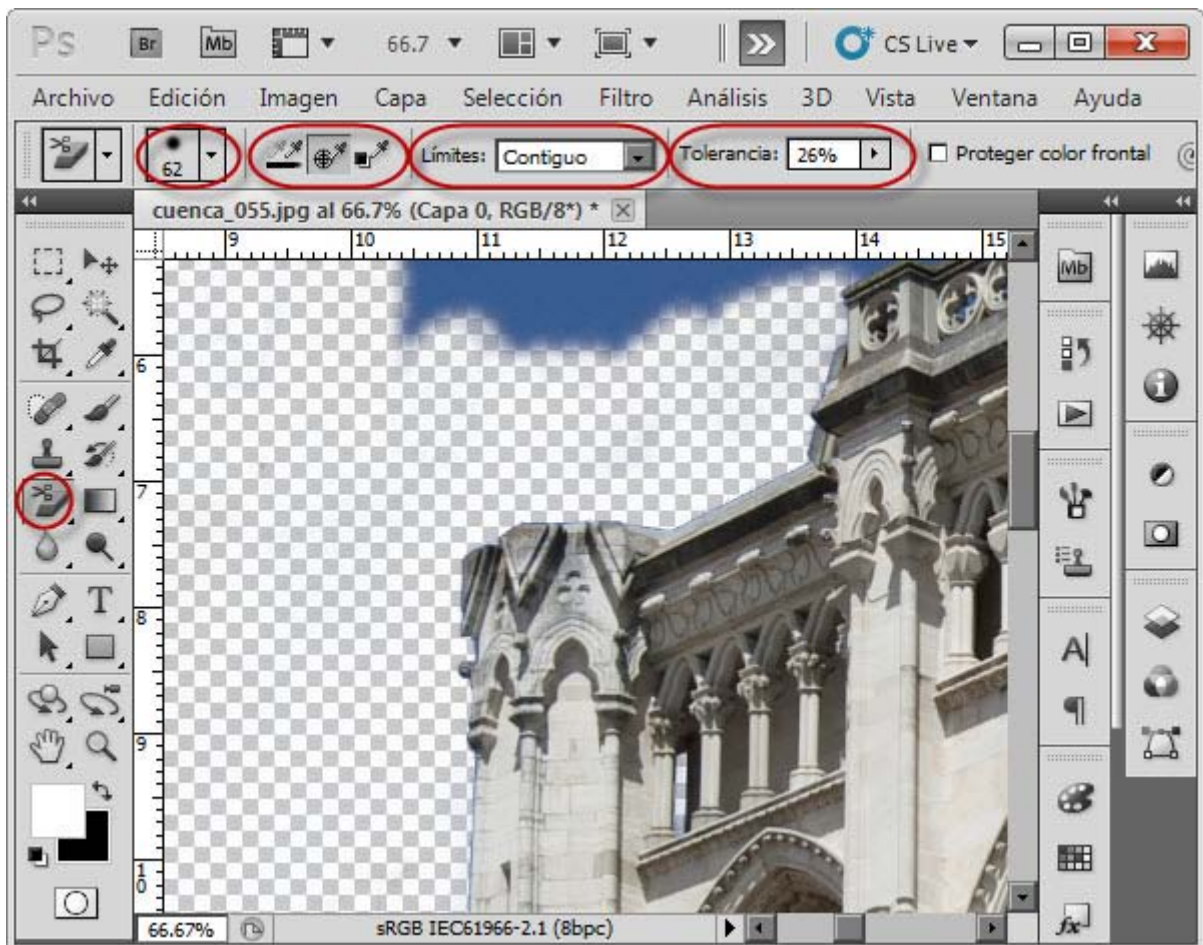 Ps Br Mb 66.7 CS Live
Archivo Edición Imagen Capa Selección Filtro Análisis 3D Vista Ventana Ayuda
62 Límites: Contiguo Tolerancia: 26% Proteger color frontal
cuenca_055.jpg al 66.7% (Capa 0, RGB/8*) *
9 10 11 12 13 14 15
Mb
6
7
8
T
A
9
10
fx
66.67% sRGB IEC61966-2.1 (8bpc)